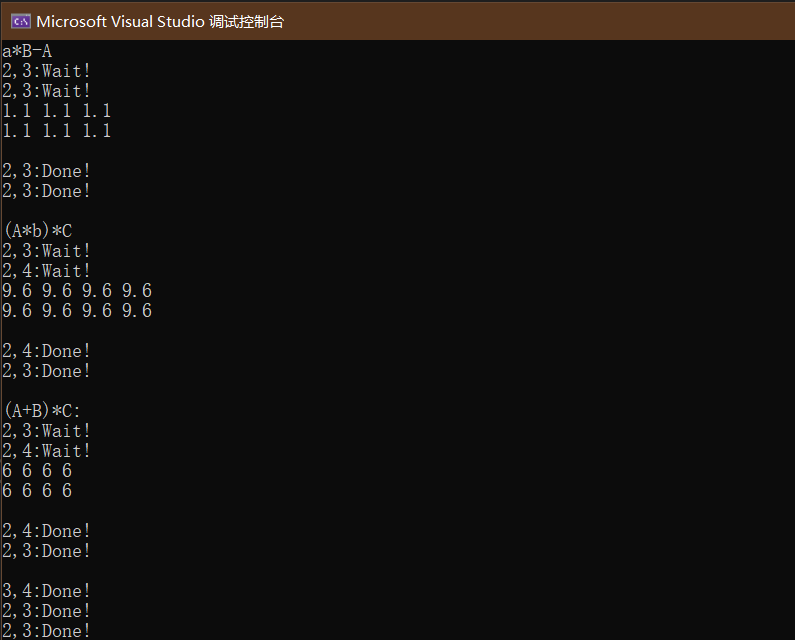 Microsoft Visual Studio 调试控制台
a*B-A
2,3:Wait!
2,3:Wait!
1.1 1.1 1.1
1.1 1.1 1.1
2,3:Done!
2,3:Done!
(A*b)*C
2,3:Wait!
2,4:Wait!
9.6 9.6 9.6 9.6
9.6 9.6 9.6 9.6
2,4:Done!
2,3:Done!
(A+B)*C:
2,3:Wait!
2,4:Wait!
6 6 6 6
6 6 6 6
2,4:Done!
2,3:Done!
3,4:Done!
2,3:Done!
2,3:Done!